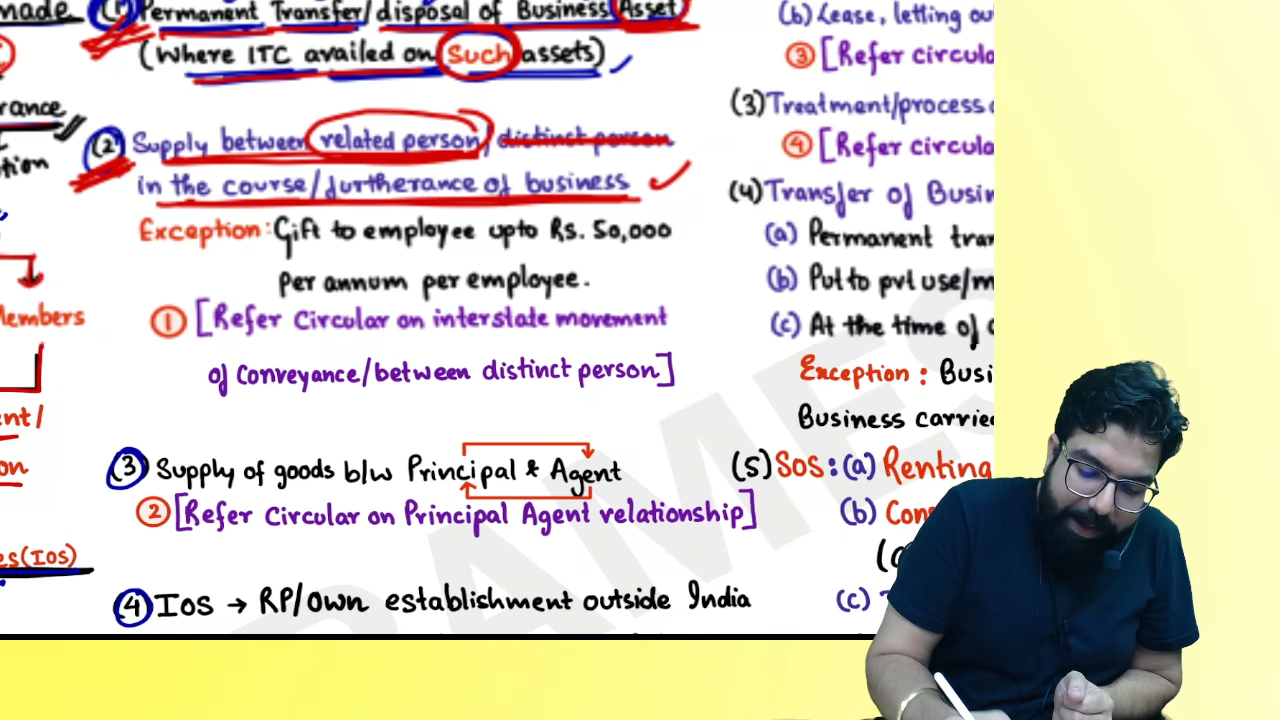 made
(1) Permanent Transfer/disposal of Business Asset
(Where ITC availed on Such assets)
rance
tion
(2) Supply between related person/ distinct person
in the course/furtherance of business
Exception: Gift to employee upto Rs. 50,000
Per annum per employee.
① [Refer Circular on interstate movement
of Conveyance/between distinct person]
Members
ent/
on
(3) Supply of goods b/w Principal & Agent
② [Refer Circular on Principal Agent relationship]
es(IOS)
(4) IOS → RP/Own establishment outside India
(b) Lease, letting ou
③ [Refer circula
(3) Treatment/process
④ [Refer circula
(4) Transfer of Busin
(a) Permanent tran
(b) Put to pvt use/m
(c) At the time of
Exception : Busi
Business carrie
(5) SOS: (a) Renting
(b) Con
(c)
RAMES